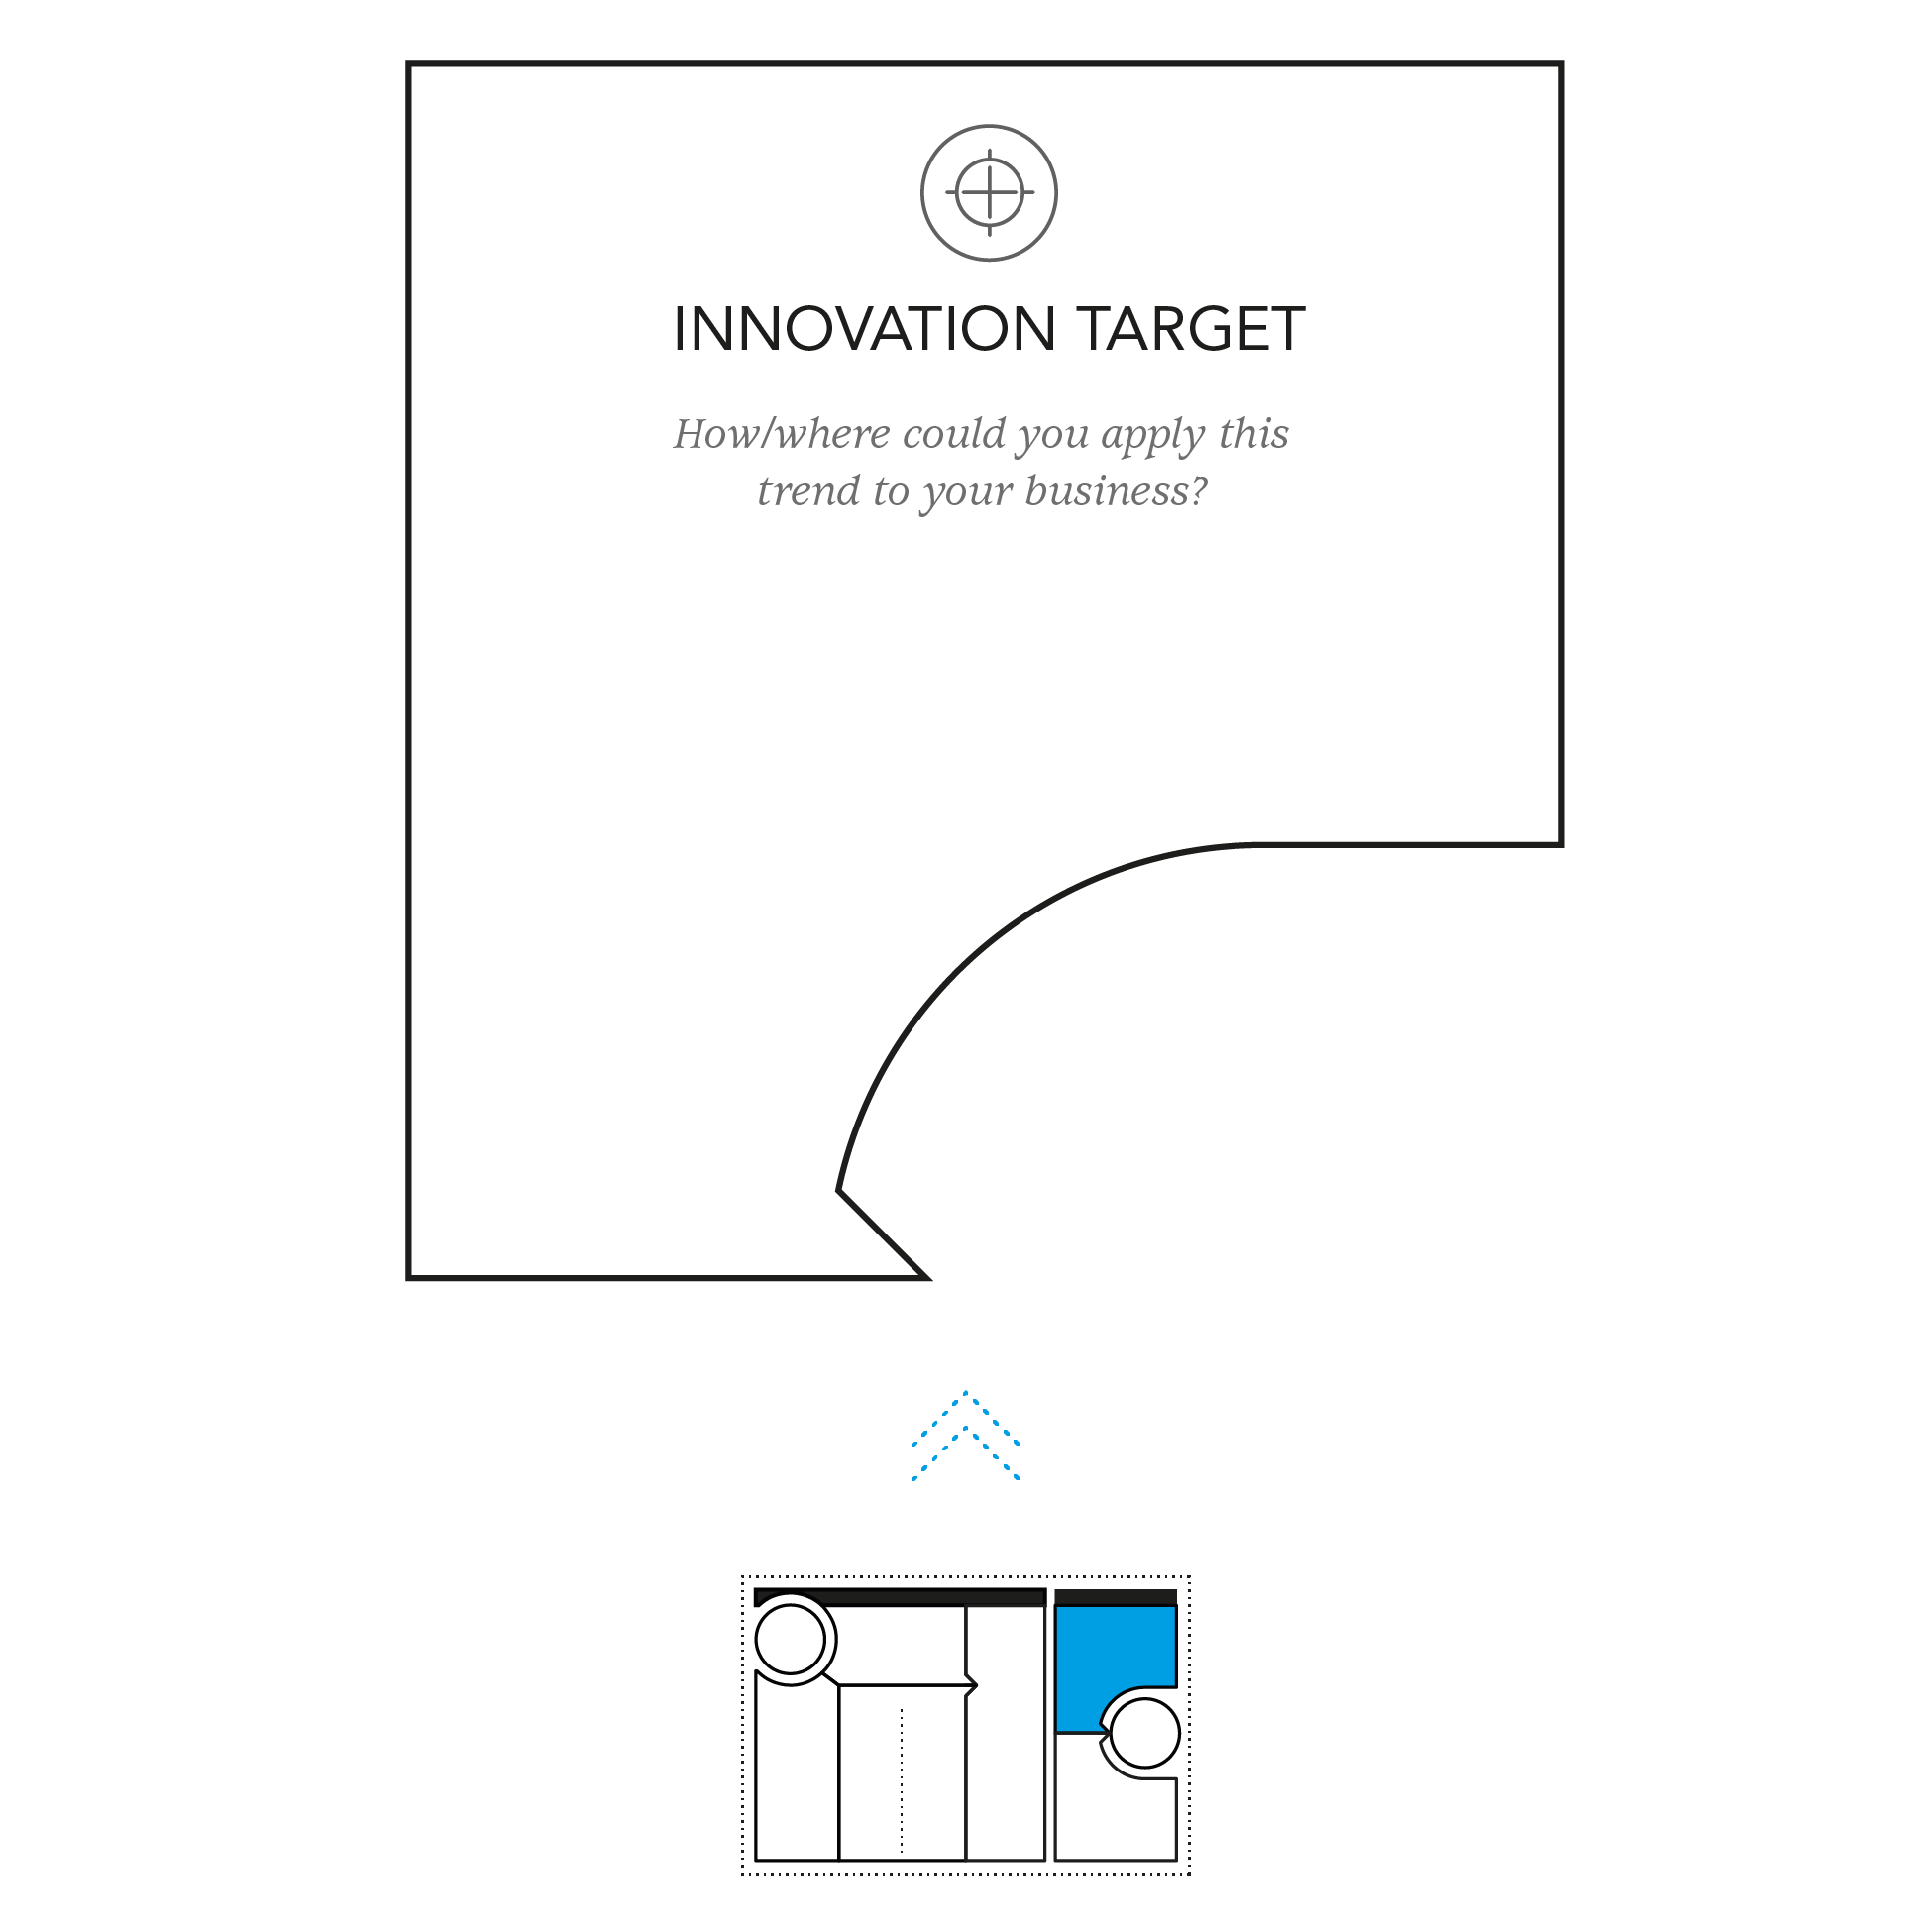 INNOVATION TARGET
How/where could you apply this
trend to your business?